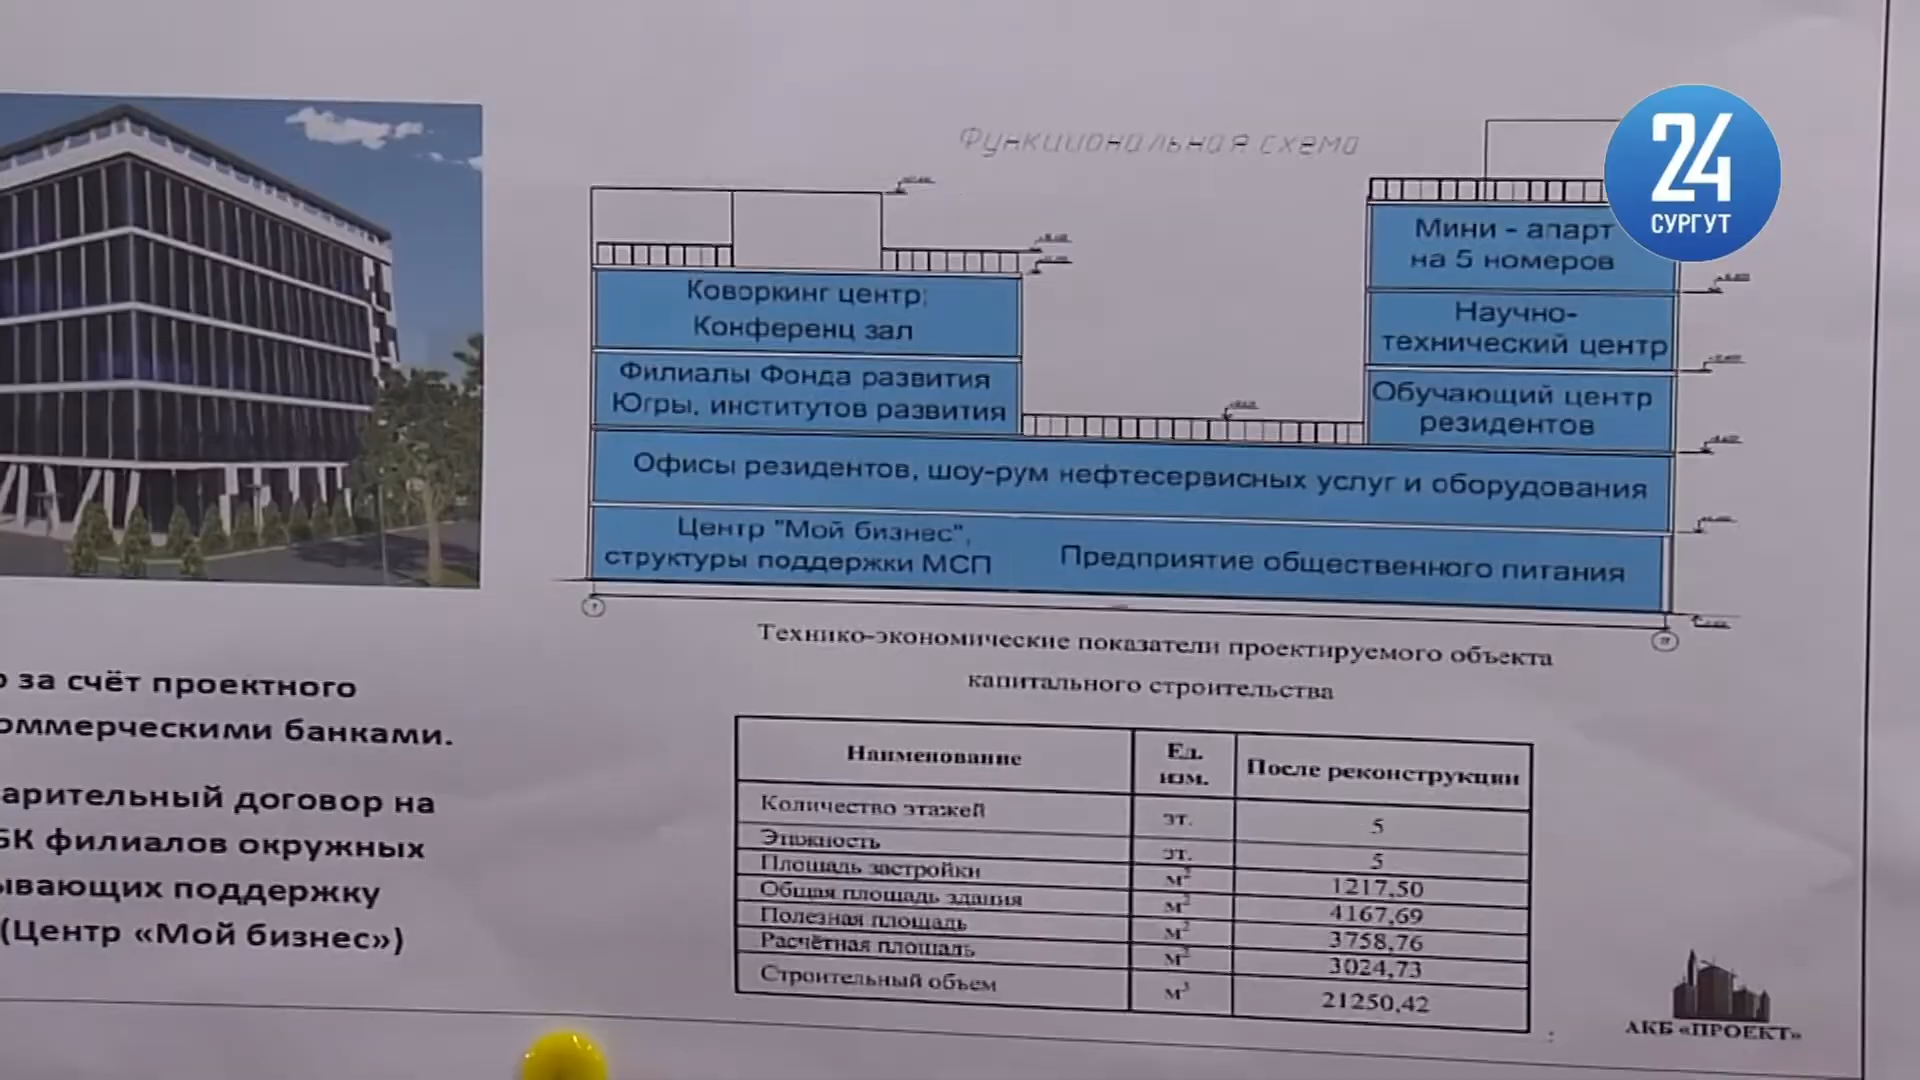 24
СУРГУТ
Функциональная схема
Коворкинг центр;
Конференц зал
Филиалы Фонда развития
Югры, институтов развития
Мини - апарт
на 5 номеров
Научно-
технический центр
Обучающий центр
резидентов
Офисы резидентов, шоу-рум нефтесервисных услуг и оборудования
Центр "Мой бизнес",
структуры поддержки МСП
Предприятие общественного питания
за счёт проектного
коммерческими банками.
арительный договор на
БК филиалов окружных
ывающих поддержку
(Центр «Мой бизнес»)
Технико-экономические показатели проектируемого объекта
капитального строительства
Наименование Ед. изм. После реконструкции
Количество этажей эт. 5
Этажность эт. 5
Площадь застройки м² 1217,50
Общая площадь здания м² 4167,69
Полезная площадь м² 3758,76
Расчётная площадь м² 3024,73
Строительный объем м³ 21250,42
АКБ «ПРОЕКТ»